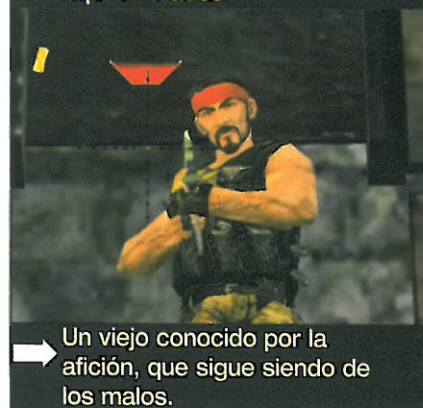 Un viejo conocido por la
afición, que sigue siendo de
los malos.